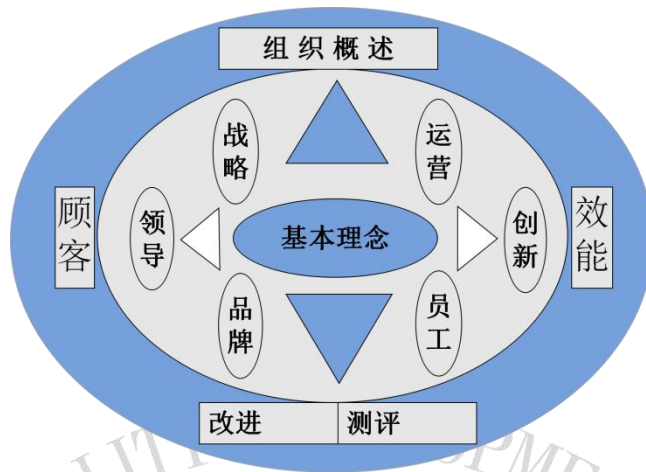 组织概述
战略
运营
顾客
领导
基本理念
创新
效能
品牌
员工
改进
测评